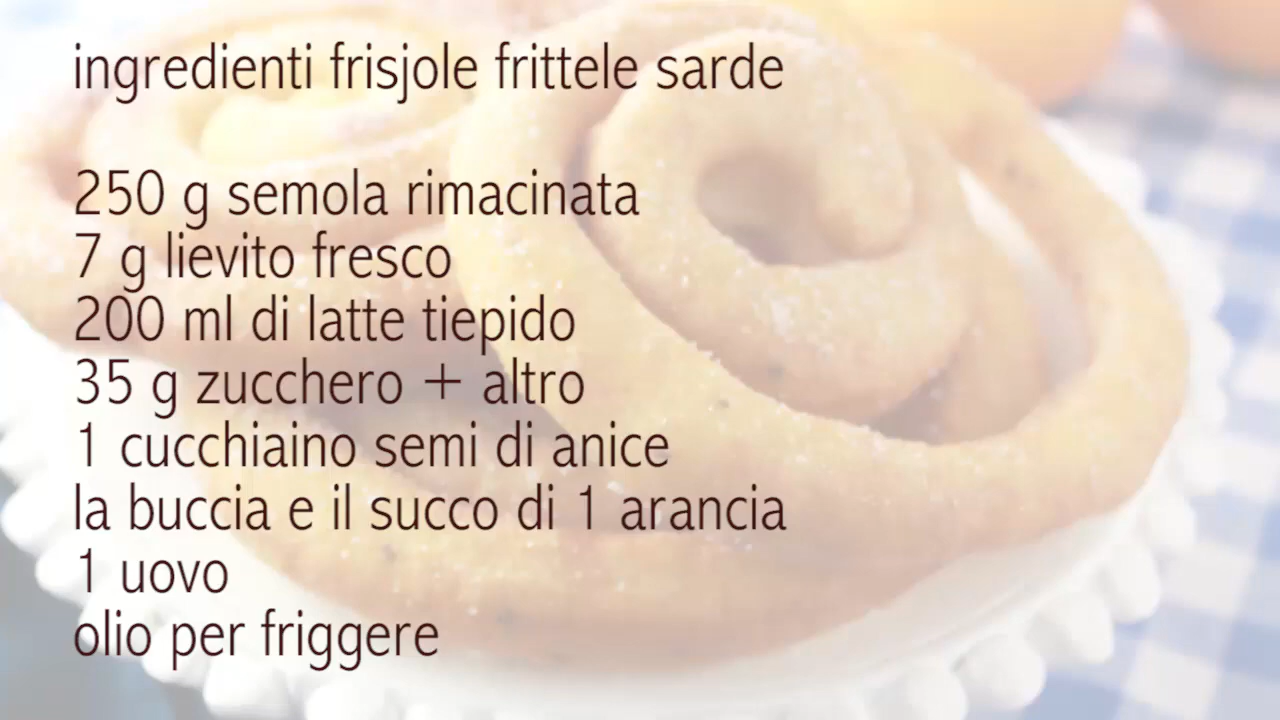 ingredienti frisjole frittele sarde
250 g semola rimacinata
7 g lievito fresco
200 ml di latte tiepido
35 g zucchero + altro
1 cucchiaino semi di anice
la buccia e il succo di 1 arancia
1 uovo
olio per friggere